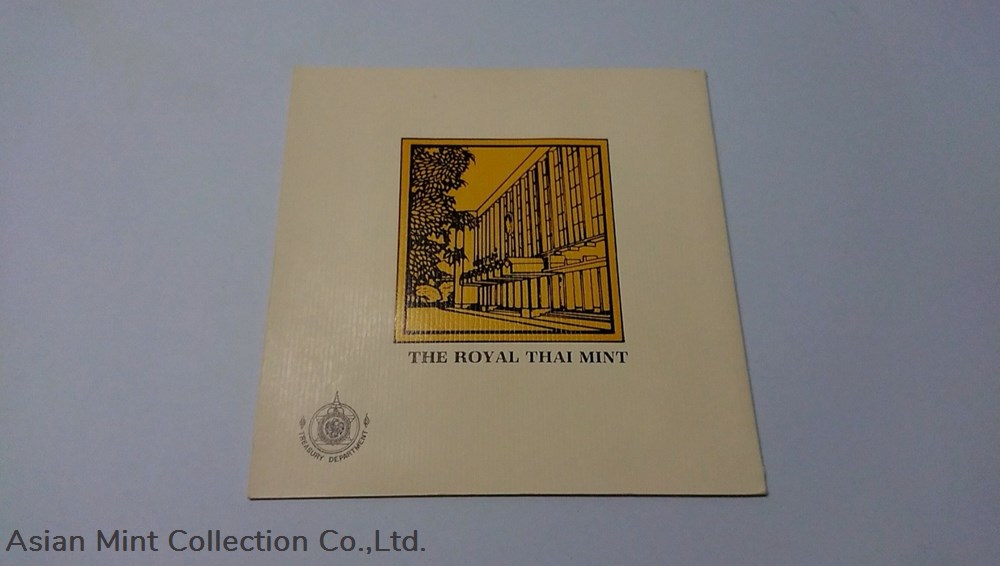 THE ROYAL THAI MINT
TREASURY DEPARTMENT
Asian Mint Collection Co.,Ltd.